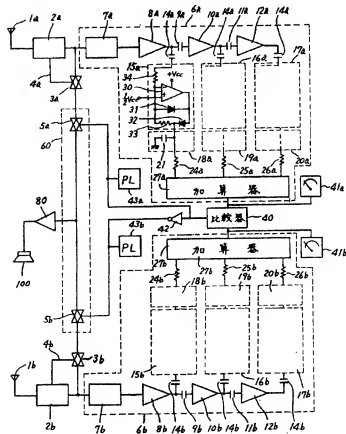 1a 2a 7a 8a 14a 9a 6a 10a 14a 11a 12a 14a
4a
3a
15a 34 +Vcc 30 ½Vcc 31 32 33
16a 17a
5a
60
21 18a 19a 20a
24a 25a 26a
27a 加算器
PL 43a
41a
80
42 比較器 40
100
43b PL
41b
27b 加算器
27b
24b 25b 26b
5b
18b 19b 20b
4b 3b
1b
15b 16b 17b
2b 7b 6b 8b 14b 9b 10b 14b 11b 12b 14b